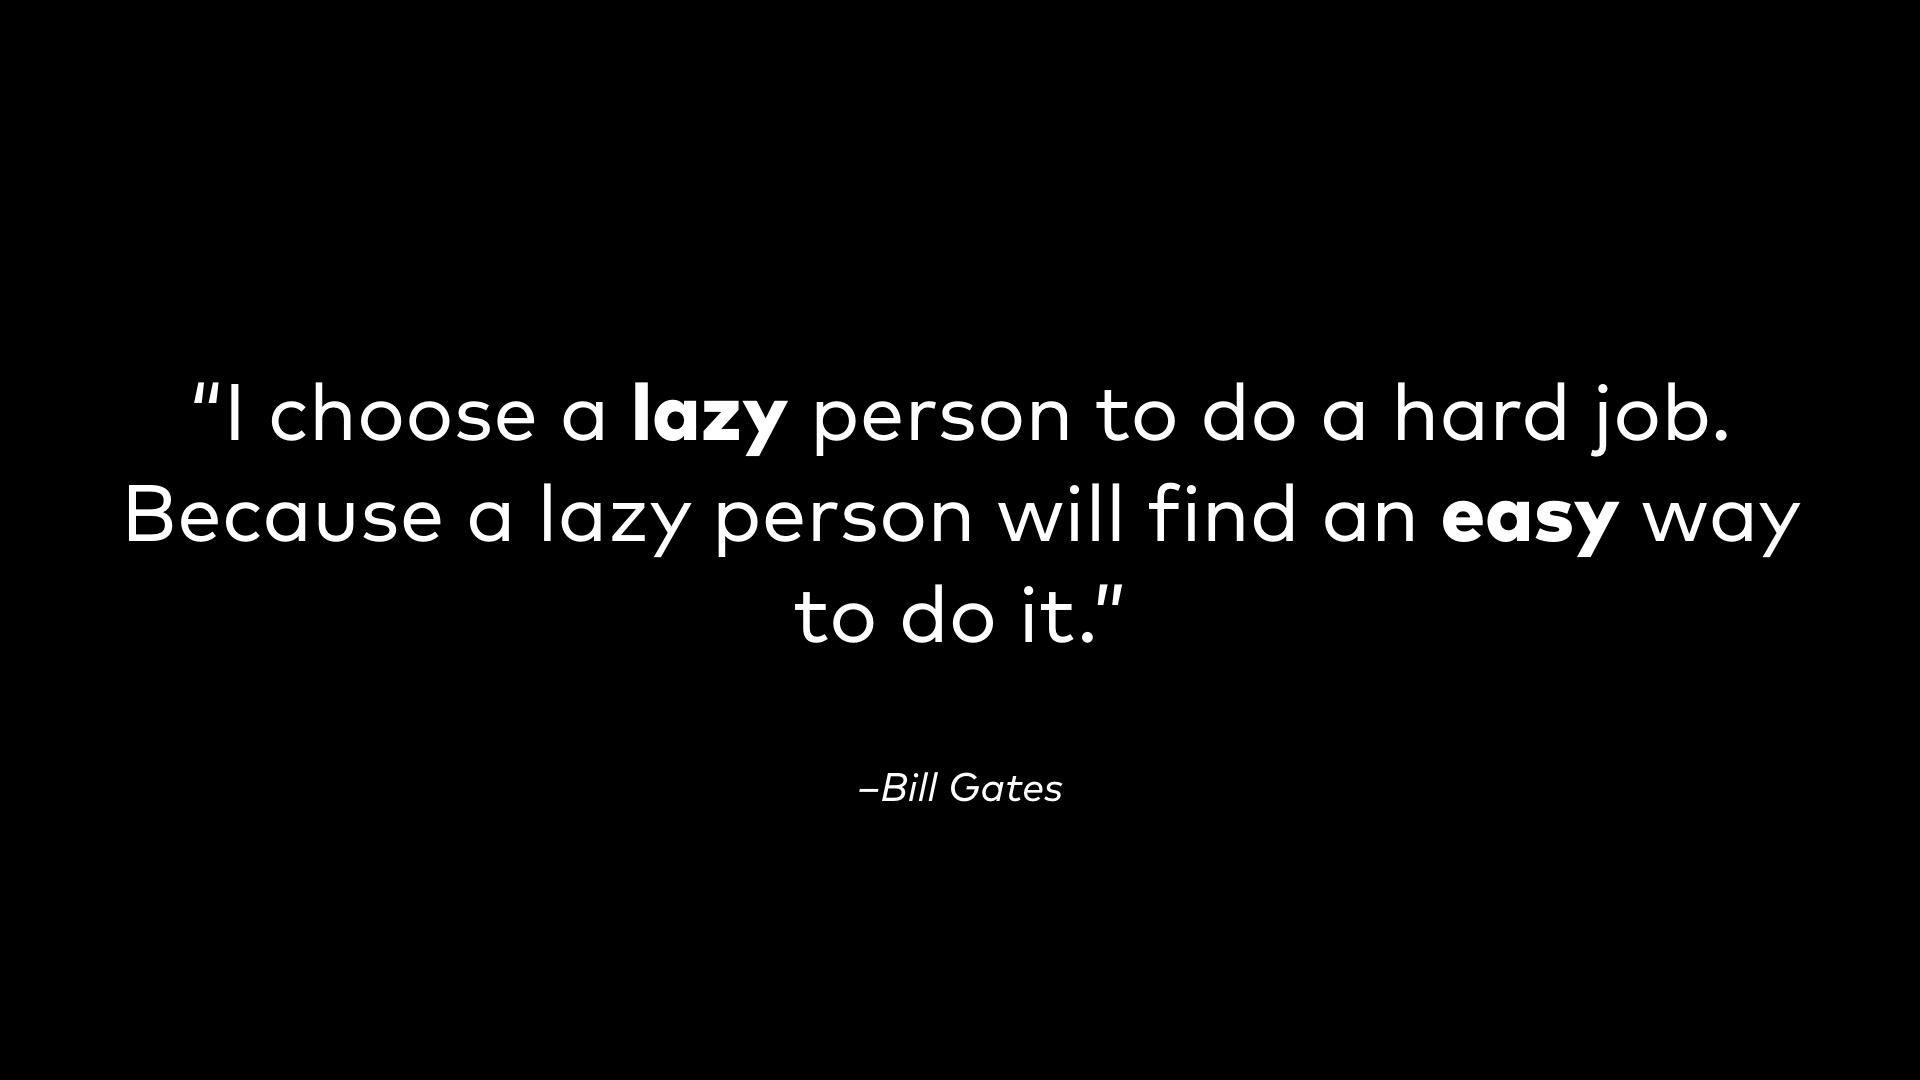 “I choose a lazy person to do a hard job.
Because a lazy person will find an easy way
to do it.”
–Bill Gates